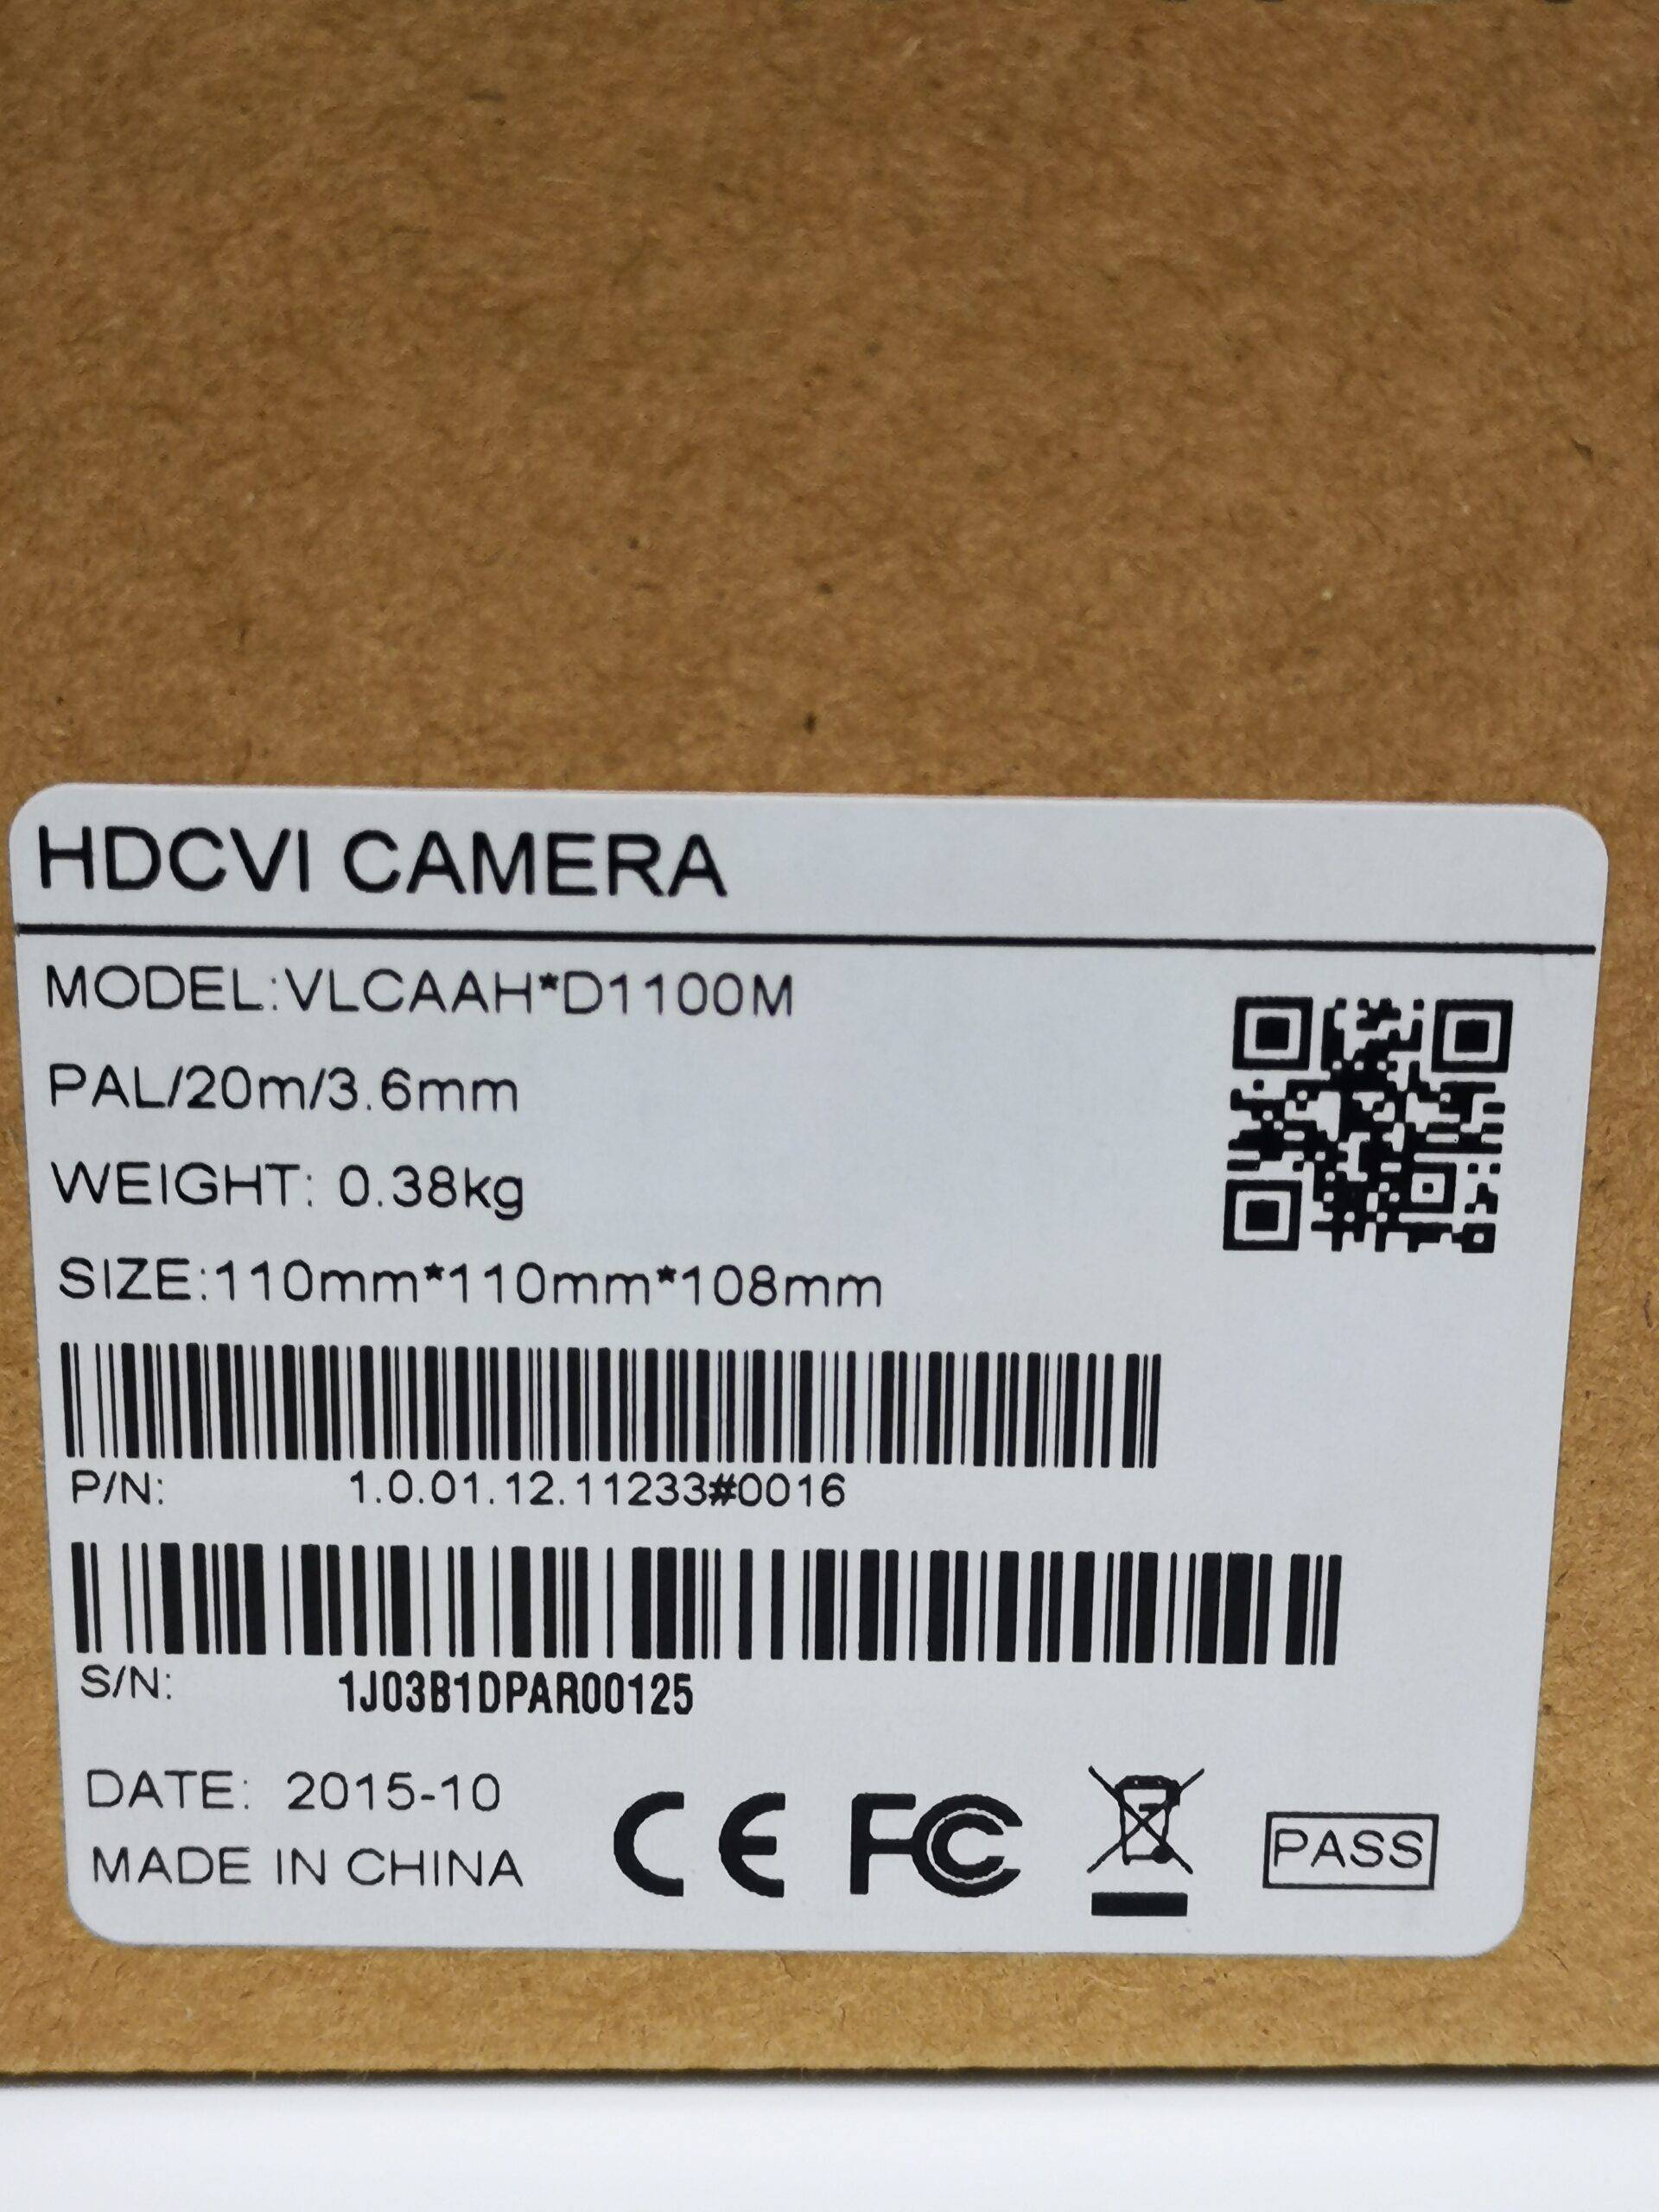 HDCVI CAMERA
MODEL:VLCAAH*D1100M
PAL/20m/3.6mm
WEIGHT: 0.38kg
SIZE:110mm*110mm*108mm
P/N: 1.0.01.12.11233#0016
S/N: 1J03B1DPAR00125
DATE: 2015-10
MADE IN CHINA
CE FC PASS